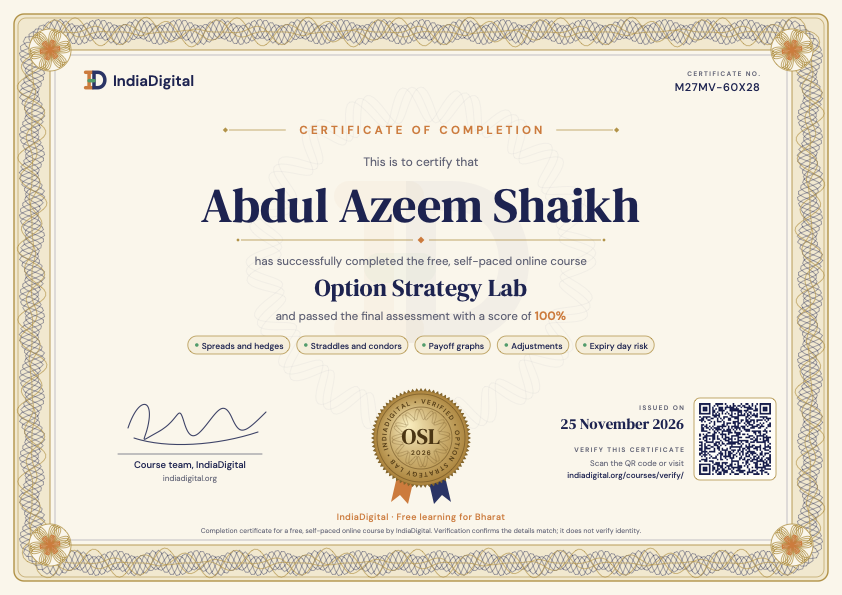 IndiaDigital
CERTIFICATE NO.
M27MV-60X28
CERTIFICATE OF COMPLETION
This is to certify that
Abdul Azeem Shaikh
has successfully completed the free, self-paced online course
Option Strategy Lab
and passed the final assessment with a score of 100%
Spreads and hedges
Straddles and condors
Payoff graphs
Adjustments
Expiry day risk
Course team, IndiaDigital
indiadigital.org
INDIADIGITAL • VERIFIED • OPTION STRATEGY LAB •
OSL
2026
ISSUED ON
25 November 2026
VERIFY THIS CERTIFICATE
Scan the QR code or visit
indiadigital.org/courses/verify/
IndiaDigital · Free learning for Bharat
Completion certificate for a free, self-paced online course by IndiaDigital. Verification confirms the details match; it does not verify identity.